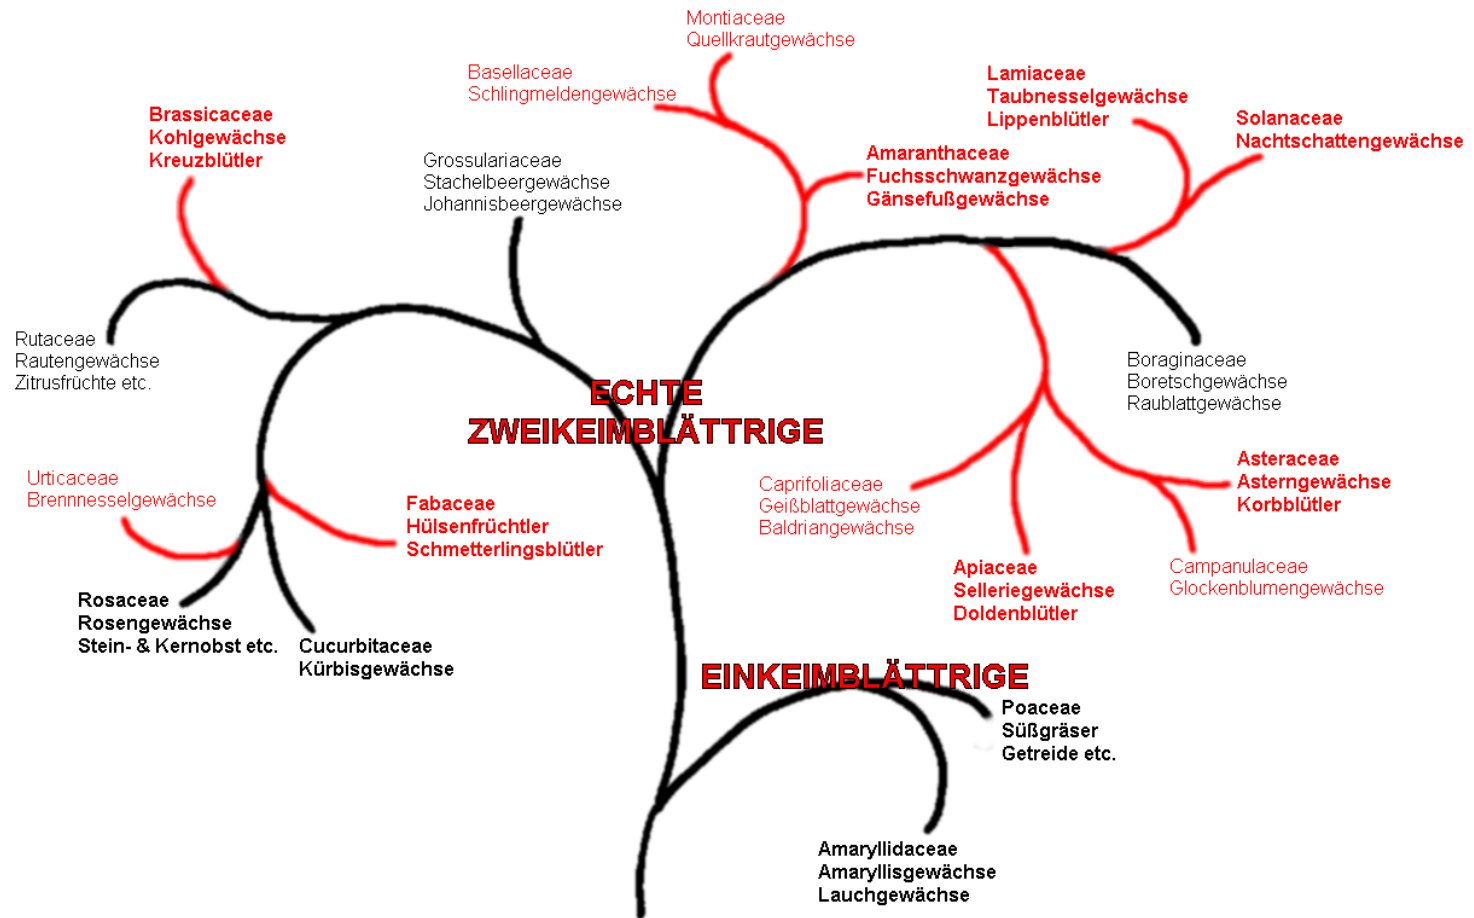 Montiaceae
Quellkrautgewächse
Basellaceae
Schlingmeldengewächse
Lamiaceae
Taubnesselgewächse
Lippenblütler
Solanaceae
Nachtschattengewächse
Brassicaceae
Kohlgewächse
Kreuzblütler
Grossulariaceae
Stachelbeergewächse
Johannisbeergewächse
Amaranthaceae
Fuchsschwanzgewächse
Gänsefußgewächse
Rutaceae
Rautengewächse
Zitrusfrüchte etc.
ECHTE
ZWEIKEIMBLÄTTRIGE
Boraginaceae
Boretschgewächse
Raublattgewächse
Urticaceae
Brennnesselgewächse
Fabaceae
Hülsenfrüchtler
Schmetterlingsblütler
Caprifoliaceae
Geißblattgewächse
Baldriangewächse
Asteraceae
Asterngewächse
Korbblütler
Apiaceae
Selleriegewächse
Doldenblütler
Campanulaceae
Glockenblumengewächse
Rosaceae
Rosengewächse
Stein- & Kernobst etc.
Cucurbitaceae
Kürbisgewächse
EINKEIMBLÄTTRIGE
Poaceae
Süßgräser
Getreide etc.
Amaryllidaceae
Amaryllisgewächse
Lauchgewächse